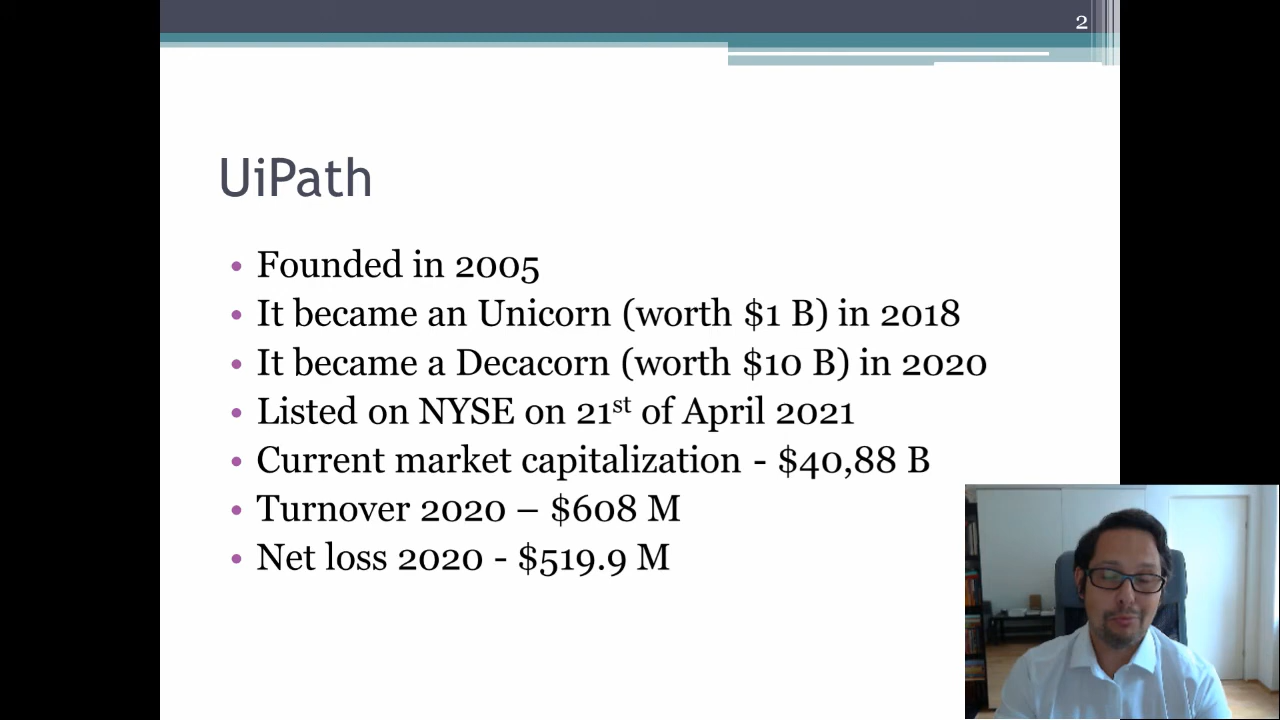 2
UiPath
• Founded in 2005
• It became an Unicorn (worth $1 B) in 2018
• It became a Decacorn (worth $10 B) in 2020
• Listed on NYSE on 21st of April 2021
• Current market capitalization - $40,88 B
• Turnover 2020 – $608 M
• Net loss 2020 - $519.9 M